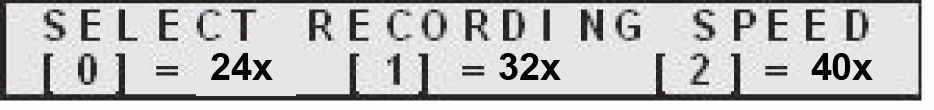 SELECT RECORDING SPEED
[ 0 ] = 24x [ 1 ] = 32x [ 2 ] = 40x